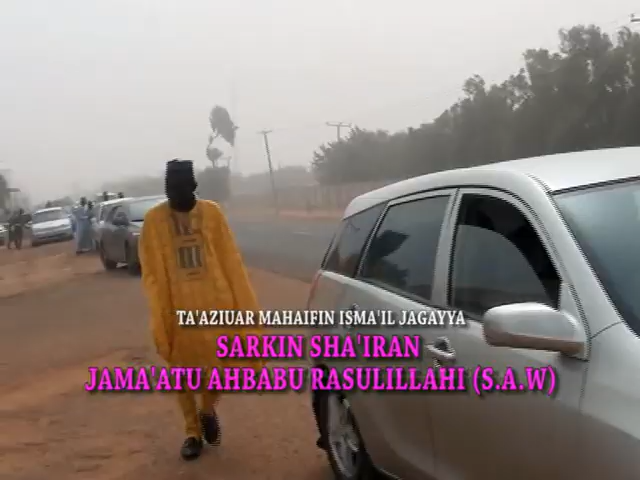 TA'AZIUAR MAHAIFIN ISMA'IL JAGAYYA
SARKIN SHA'IRAN
JAMA'ATU AHBABU RASULILLAHI (S.A.W)